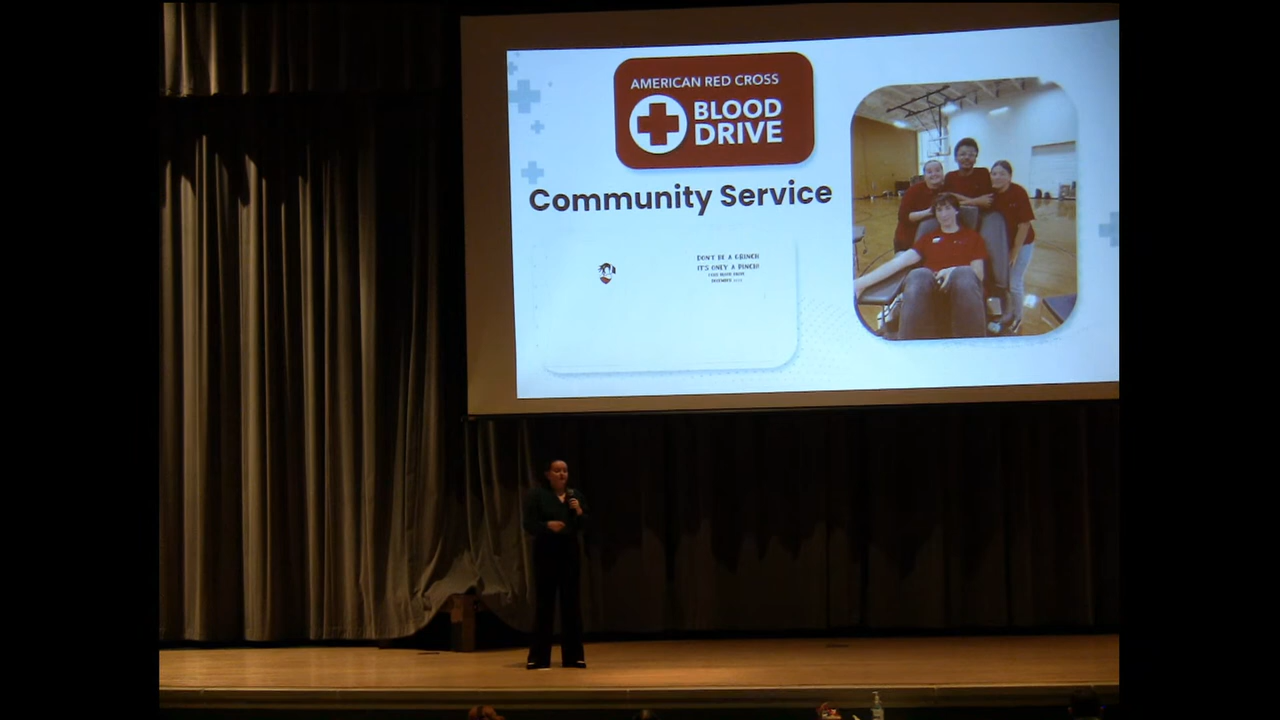 AMERICAN RED CROSS
BLOOD
DRIVE
Community Service
DON'T BE A GRINCH
IT'S ONLY A PINCH!